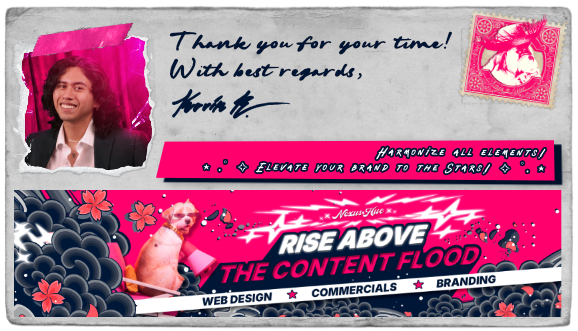 Thank you for your time!
With best regards,
Harmonize all elements!
Elevate your brand to the Stars!
NexusHue
RISE ABOVE
THE CONTENT FLOOD
WEB DESIGN ★ COMMERCIALS ★ BRANDING